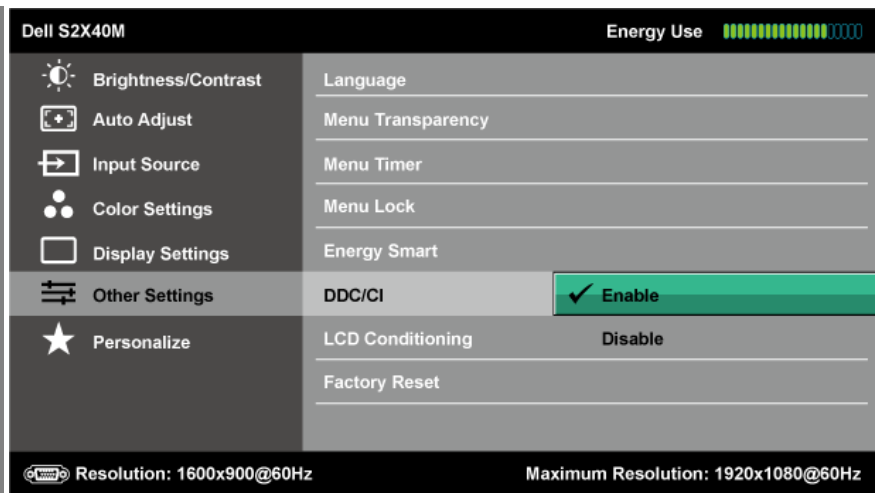 Dell S2X40M Energy Use
Brightness/Contrast Language
Auto Adjust Menu Transparency
Input Source Menu Timer
Color Settings Menu Lock
Display Settings Energy Smart
Other Settings DDC/CI Enable
Personalize LCD Conditioning Disable
Factory Reset
Resolution: 1600x900@60Hz Maximum Resolution: 1920x1080@60Hz